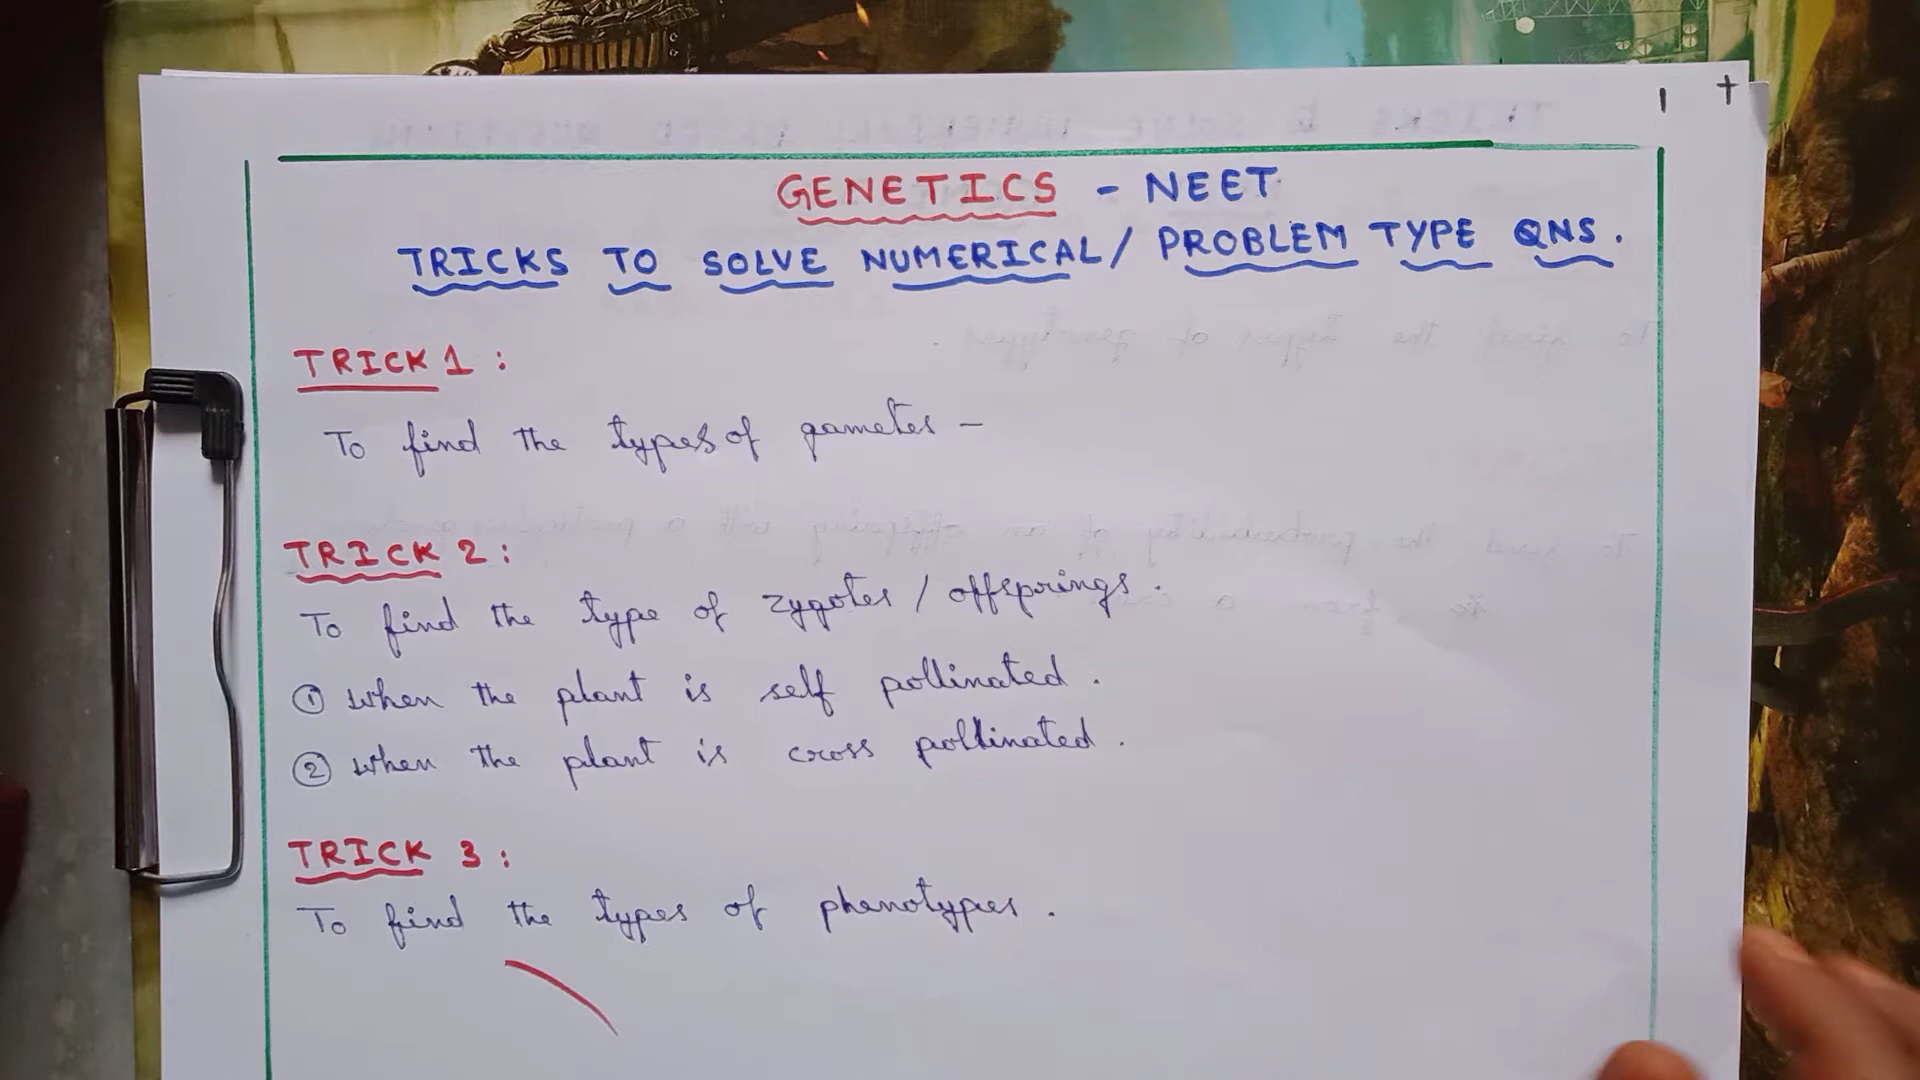 GENETICS - NEET
TRICKS TO SOLVE NUMERICAL/ PROBLEM TYPE QNS.
TRICK 1 :
To find the types of gametes -
TRICK 2 :
To find the type of zygotes / offsprings.
① when the plant is self pollinated.
② when the plant is cross pollinated.
TRICK 3 :
To find the types of phenotypes.